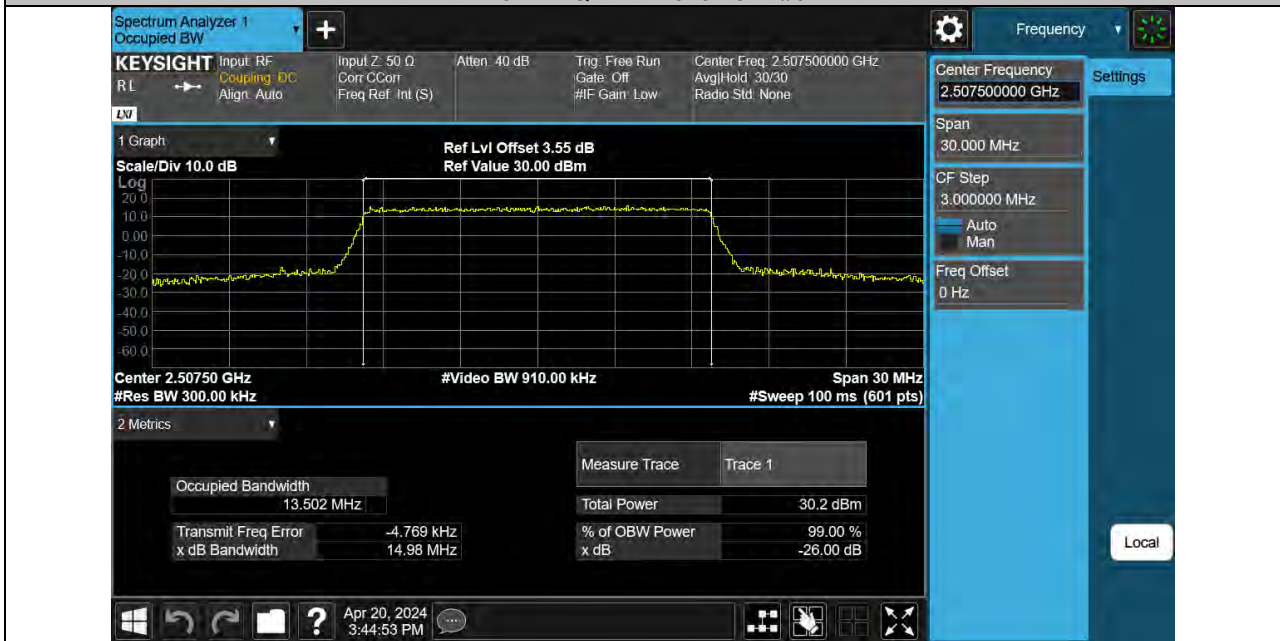 Spectrum Analyzer 1
Occupied BW
+
Frequency
KEYSIGHT
RL
LXI
Input: RF
Coupling: DC
Align: Auto
Input Z: 50 Ω
Corr CCorr
Freq Ref: Int (S)
Atten: 40 dB
Trig: Free Run
Gate: Off
#IF Gain: Low
Center Freq: 2.507500000 GHz
Avg|Hold: 30/30
Radio Std: None
Center Frequency
2.507500000 GHz
Settings
Span
30.000 MHz
CF Step
3.000000 MHz
Auto
Man
Freq Offset
0 Hz
Local
1 Graph
Scale/Div 10.0 dB
Ref Lvl Offset 3.55 dB
Ref Value 30.00 dBm
Log
20.0
10.0
0.00
-10.0
-20.0
-30.0
-40.0
-50.0
-60.0
Center 2.50750 GHz
#Video BW 910.00 kHz
Span 30 MHz
#Res BW 300.00 kHz
#Sweep 100 ms (601 pts)
2 Metrics
Measure Trace Trace 1
Occupied Bandwidth
13.502 MHz
Total Power 30.2 dBm
Transmit Freq Error -4.769 kHz
% of OBW Power 99.00 %
x dB Bandwidth 14.98 MHz
x dB -26.00 dB
?
Apr 20, 2024
3:44:53 PM